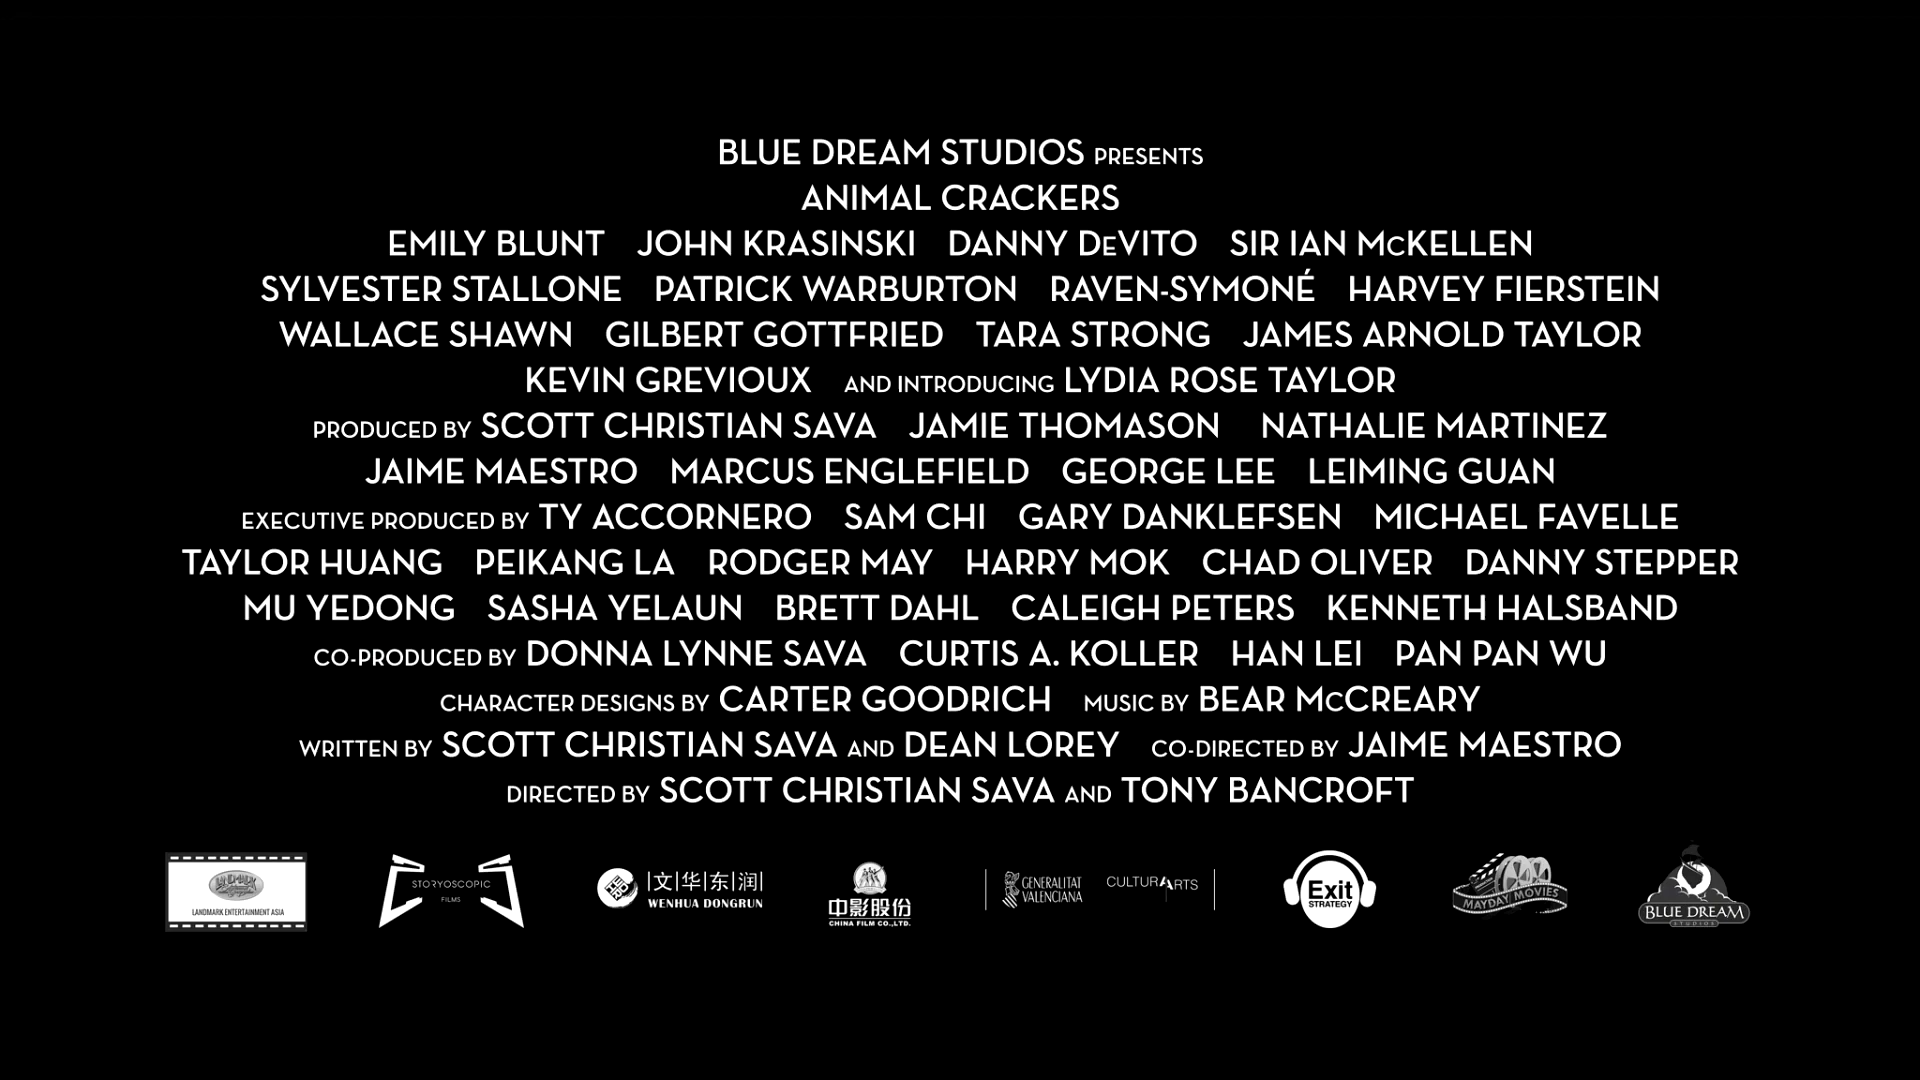 BLUE DREAM STUDIOS PRESENTS
ANIMAL CRACKERS
EMILY BLUNT JOHN KRASINSKI DANNY DeVITO SIR IAN McKELLEN
SYLVESTER STALLONE PATRICK WARBURTON RAVEN-SYMONÉ HARVEY FIERSTEIN
WALLACE SHAWN GILBERT GOTTFRIED TARA STRONG JAMES ARNOLD TAYLOR
KEVIN GREVIOUX AND INTRODUCING LYDIA ROSE TAYLOR
PRODUCED BY SCOTT CHRISTIAN SAVA JAMIE THOMASON NATHALIE MARTINEZ
JAIME MAESTRO MARCUS ENGLEFIELD GEORGE LEE LEIMING GUAN
EXECUTIVE PRODUCED BY TY ACCORNERO SAM CHI GARY DANKLEFSEN MICHAEL FAVELLE
TAYLOR HUANG PEIKANG LA RODGER MAY HARRY MOK CHAD OLIVER DANNY STEPPER
MU YEDONG SASHA YELAUN BRETT DAHL CALEIGH PETERS KENNETH HALSBAND
CO-PRODUCED BY DONNA LYNNE SAVA CURTIS A. KOLLER HAN LEI PAN PAN WU
CHARACTER DESIGNS BY CARTER GOODRICH MUSIC BY BEAR McCREARY
WRITTEN BY SCOTT CHRISTIAN SAVA AND DEAN LOREY CO-DIRECTED BY JAIME MAESTRO
DIRECTED BY SCOTT CHRISTIAN SAVA AND TONY BANCROFT
LANDMARK
LANDMARK ENTERTAINMENT ASIA
STORYOSCOPIC
FILMS
文华东润
WENHUA DONGRUN
中影股份
CHINA FILM CO.,LTD.
GENERALITAT
VALENCIANA
CULTURARTS
Exit
STRATEGY
MAYDAY MOVIES
BLUE DREAM
STUDIOS